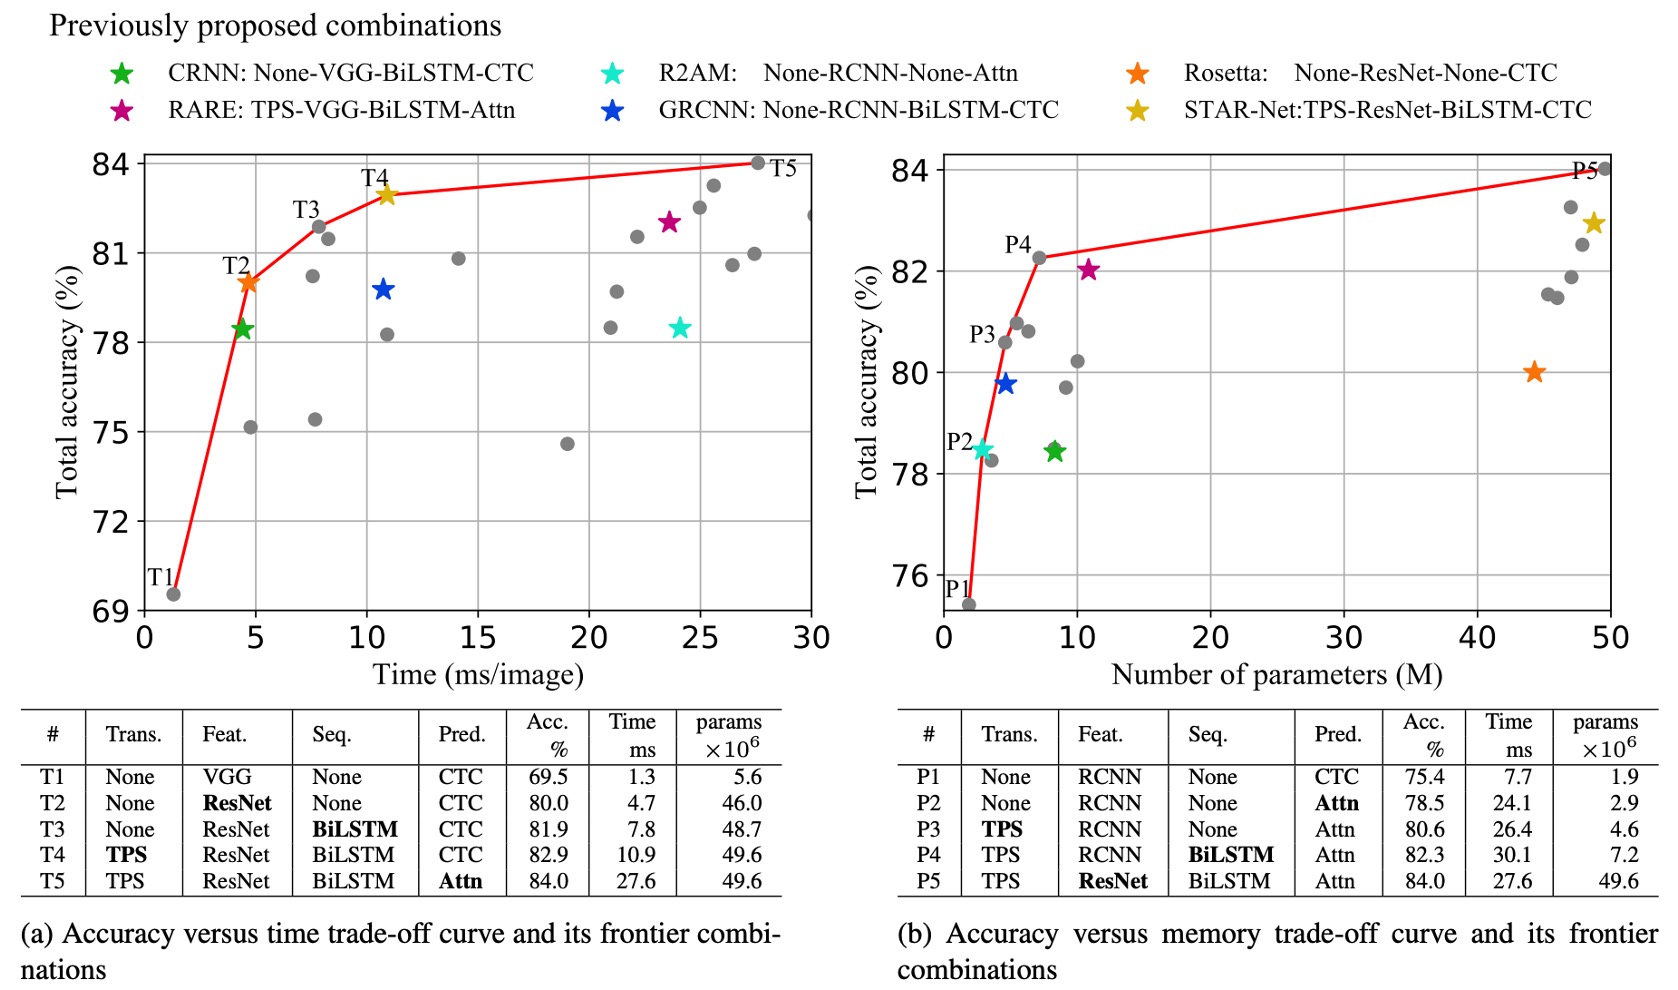 Previously proposed combinations
CRNN: None-VGG-BiLSTM-CTC
R2AM: None-RCNN-None-Attn
Rosetta: None-ResNet-None-CTC
RARE: TPS-VGG-BiLSTM-Attn
GRCNN: None-RCNN-BiLSTM-CTC
STAR-Net:TPS-ResNet-BiLSTM-CTC
84
81
78
75
72
69
Total accuracy (%)
T1
T2
T3
T4
T5
0 5 10 15 20 25 30
Time (ms/image)
84
82
80
78
76
Total accuracy (%)
P1
P2
P3
P4
P5
0 10 20 30 40 50
Number of parameters (M)
# Trans. Feat. Seq. Pred. Acc. % Time ms params ×10⁶
T1 None VGG None CTC 69.5 1.3 5.6
T2 None ResNet None CTC 80.0 4.7 46.0
T3 None ResNet BiLSTM CTC 81.9 7.8 48.7
T4 TPS ResNet BiLSTM CTC 82.9 10.9 49.6
T5 TPS ResNet BiLSTM Attn 84.0 27.6 49.6
(a) Accuracy versus time trade-off curve and its frontier combi-
nations
# Trans. Feat. Seq. Pred. Acc. % Time ms params ×10⁶
P1 None RCNN None CTC 75.4 7.7 1.9
P2 None RCNN None Attn 78.5 24.1 2.9
P3 TPS RCNN None Attn 80.6 26.4 4.6
P4 TPS RCNN BiLSTM Attn 82.3 30.1 7.2
P5 TPS ResNet BiLSTM Attn 84.0 27.6 49.6
(b) Accuracy versus memory trade-off curve and its frontier
combinations